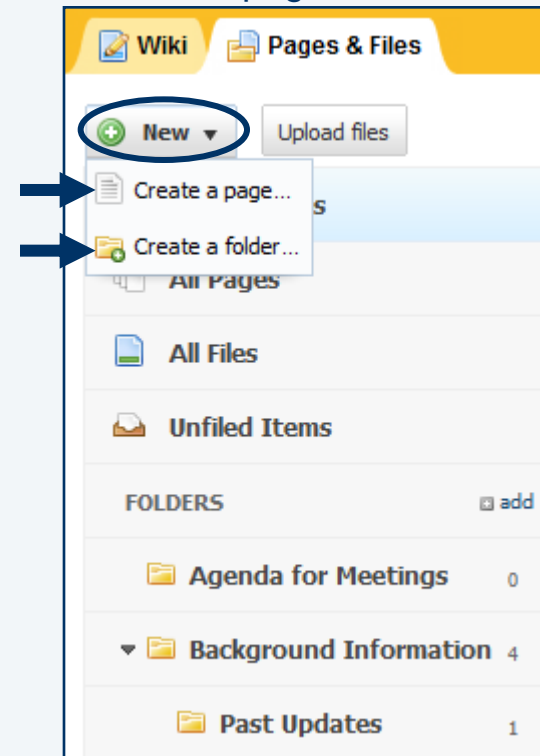 Wiki Pages & Files
New Upload files
Create a page...
Create a folder...
All Pages
All Files
Unfiled Items
FOLDERS add
Agenda for Meetings 0
Background Information 4
Past Updates 1